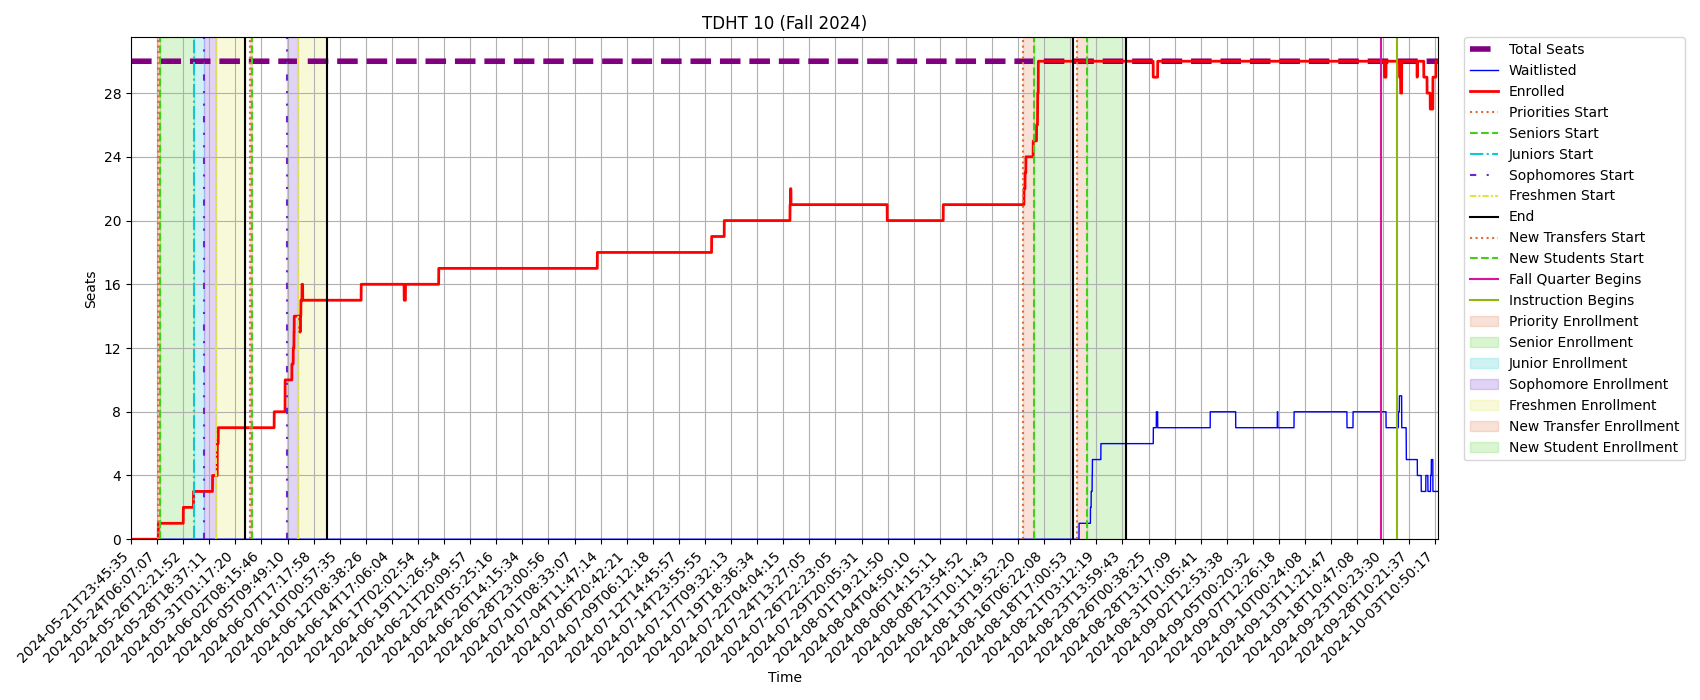 TDHT 10 (Fall 2024)
28
24
20
16
12
8
4
0
Seats
2024-05-21T23:45:35
2024-05-24T06:07:07
2024-05-26T12:21:52
2024-05-28T18:37:11
2024-05-31T01:17:20
2024-06-02T08:15:46
2024-06-05T09:49:10
2024-06-07T17:17:58
2024-06-10T00:57:35
2024-06-12T08:38:26
2024-06-14T17:06:04
2024-06-17T02:02:54
2024-06-19T11:26:54
2024-06-21T20:09:57
2024-06-24T05:25:16
2024-06-26T14:15:34
2024-06-28T23:00:56
2024-07-01T08:33:07
2024-07-04T11:47:14
2024-07-06T20:42:21
2024-07-09T06:12:18
2024-07-12T14:45:57
2024-07-14T23:55:55
2024-07-17T09:32:13
2024-07-19T18:36:34
2024-07-22T04:04:15
2024-07-24T13:27:05
2024-07-26T22:23:05
2024-07-29T20:05:31
2024-08-01T19:21:50
2024-08-04T04:50:10
2024-08-06T14:15:11
2024-08-08T23:54:52
2024-08-11T10:11:43
2024-08-13T19:52:20
2024-08-16T06:22:08
2024-08-18T17:00:53
2024-08-21T03:12:19
2024-08-23T13:59:43
2024-08-26T00:38:25
2024-08-28T13:17:09
2024-08-31T01:05:41
2024-09-02T12:53:38
2024-09-05T00:20:32
2024-09-07T12:26:18
2024-09-10T00:24:08
2024-09-13T11:21:47
2024-09-18T10:47:08
2024-09-23T10:23:30
2024-09-28T10:21:37
2024-10-03T10:50:17
Time
Total Seats
Waitlisted
Enrolled
Priorities Start
Seniors Start
Juniors Start
Sophomores Start
Freshmen Start
End
New Transfers Start
New Students Start
Fall Quarter Begins
Instruction Begins
Priority Enrollment
Senior Enrollment
Junior Enrollment
Sophomore Enrollment
Freshmen Enrollment
New Transfer Enrollment
New Student Enrollment